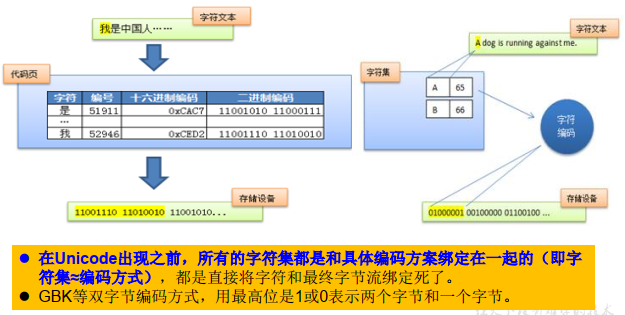 字符文本
我是中国人……
代码页
字符 编号 十六进制编码 二进制编码
是 51911 0xCAC7 11001010 11000111
…
我 52946 0xCED2 11001110 11010010
存储设备
11001110 11010010 11001010...
字符文本
A dog is running against me.
字符集
A 65
B 66
字符
编码
存储设备
01000001 00100000 01100100 ...
● 在Unicode出现之前，所有的字符集都是和具体编码方案绑定在一起的（即字
符集≈编码方式），都是直接将字符和最终字节流绑定死了。
● GBK等双字节编码方式，用最高位是1或0表示两个字节和一个字节。